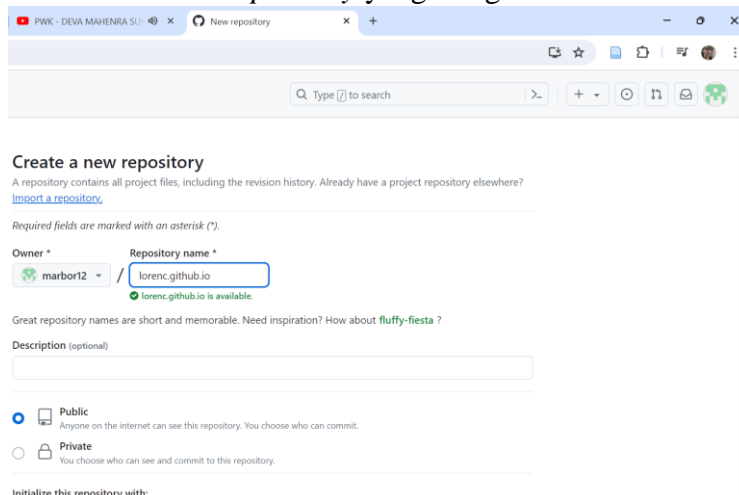 PWK - DEVA MAHENRA SU
New repository
Type / to search
Create a new repository
A repository contains all project files, including the revision history. Already have a project repository elsewhere?
Import a repository.
Required fields are marked with an asterisk (*).
Owner *
Repository name *
marbor12
/
lorenc.github.io
lorenc.github.io is available.
Great repository names are short and memorable. Need inspiration? How about fluffy-fiesta ?
Description (optional)
Public
Anyone on the internet can see this repository. You choose who can commit.
Private
You choose who can see and commit to this repository.
Initialize this repository with: